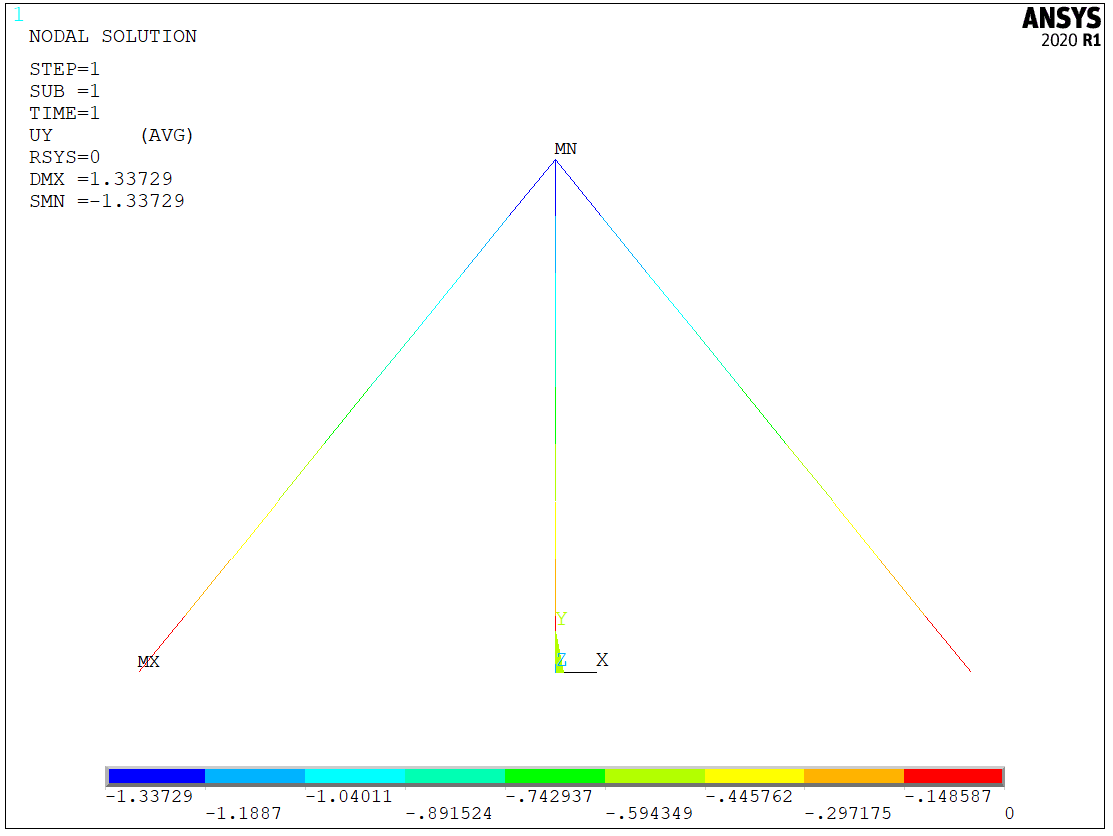 1
ANSYS
2020 R1
NODAL SOLUTION
STEP=1
SUB =1
TIME=1
UY (AVG)
RSYS=0
DMX =1.33729
SMN =-1.33729
MN
Y
MX
Z X
-1.33729 -1.04011 -.742937 -.445762 -.148587
-1.1887 -.891524 -.594349 -.297175 0